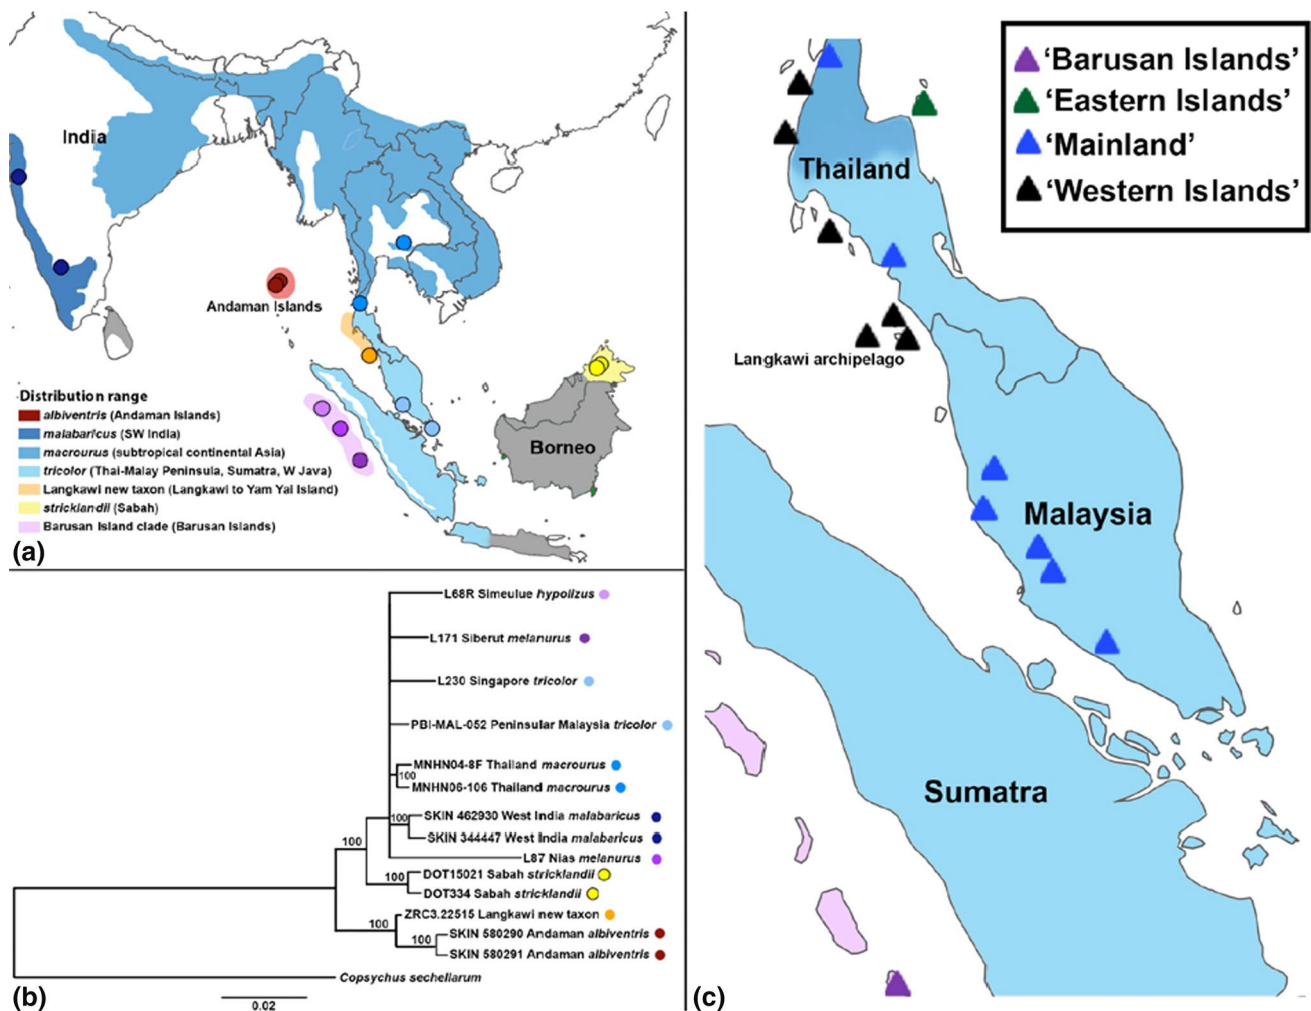 India
Andaman Islands
Borneo
Distribution range
albiventris (Andaman Islands)
malabaricus (SW India)
macrourus (subtropical continental Asia)
tricolor (Thai-Malay Peninsula, Sumatra, W Java)
Langkawi new taxon (Langkawi to Yam Yai Island)
stricklandii (Sabah)
Barusan Island clade (Barusan Islands)
(a)
L68R Simeulue hypolizus
L171 Siberut melanurus
L230 Singapore tricolor
PBI-MAL-052 Peninsular Malaysia tricolor
MNHN04-8F Thailand macrourus
100
MNHN06-106 Thailand macrourus
SKIN 462930 West India malabaricus
100
SKIN 344447 West India malabaricus
100
L87 Nias melanurus
DOT15021 Sabah stricklandii
100
DOT334 Sabah stricklandii
ZRC3.22515 Langkawi new taxon
100
SKIN 580290 Andaman albiventris
100
SKIN 580291 Andaman albiventris
Copsychus sechellarum
0.02
(b)
'Barusan Islands'
'Eastern Islands'
'Mainland'
'Western Islands'
Thailand
Langkawi archipelago
Malaysia
Sumatra
(c)